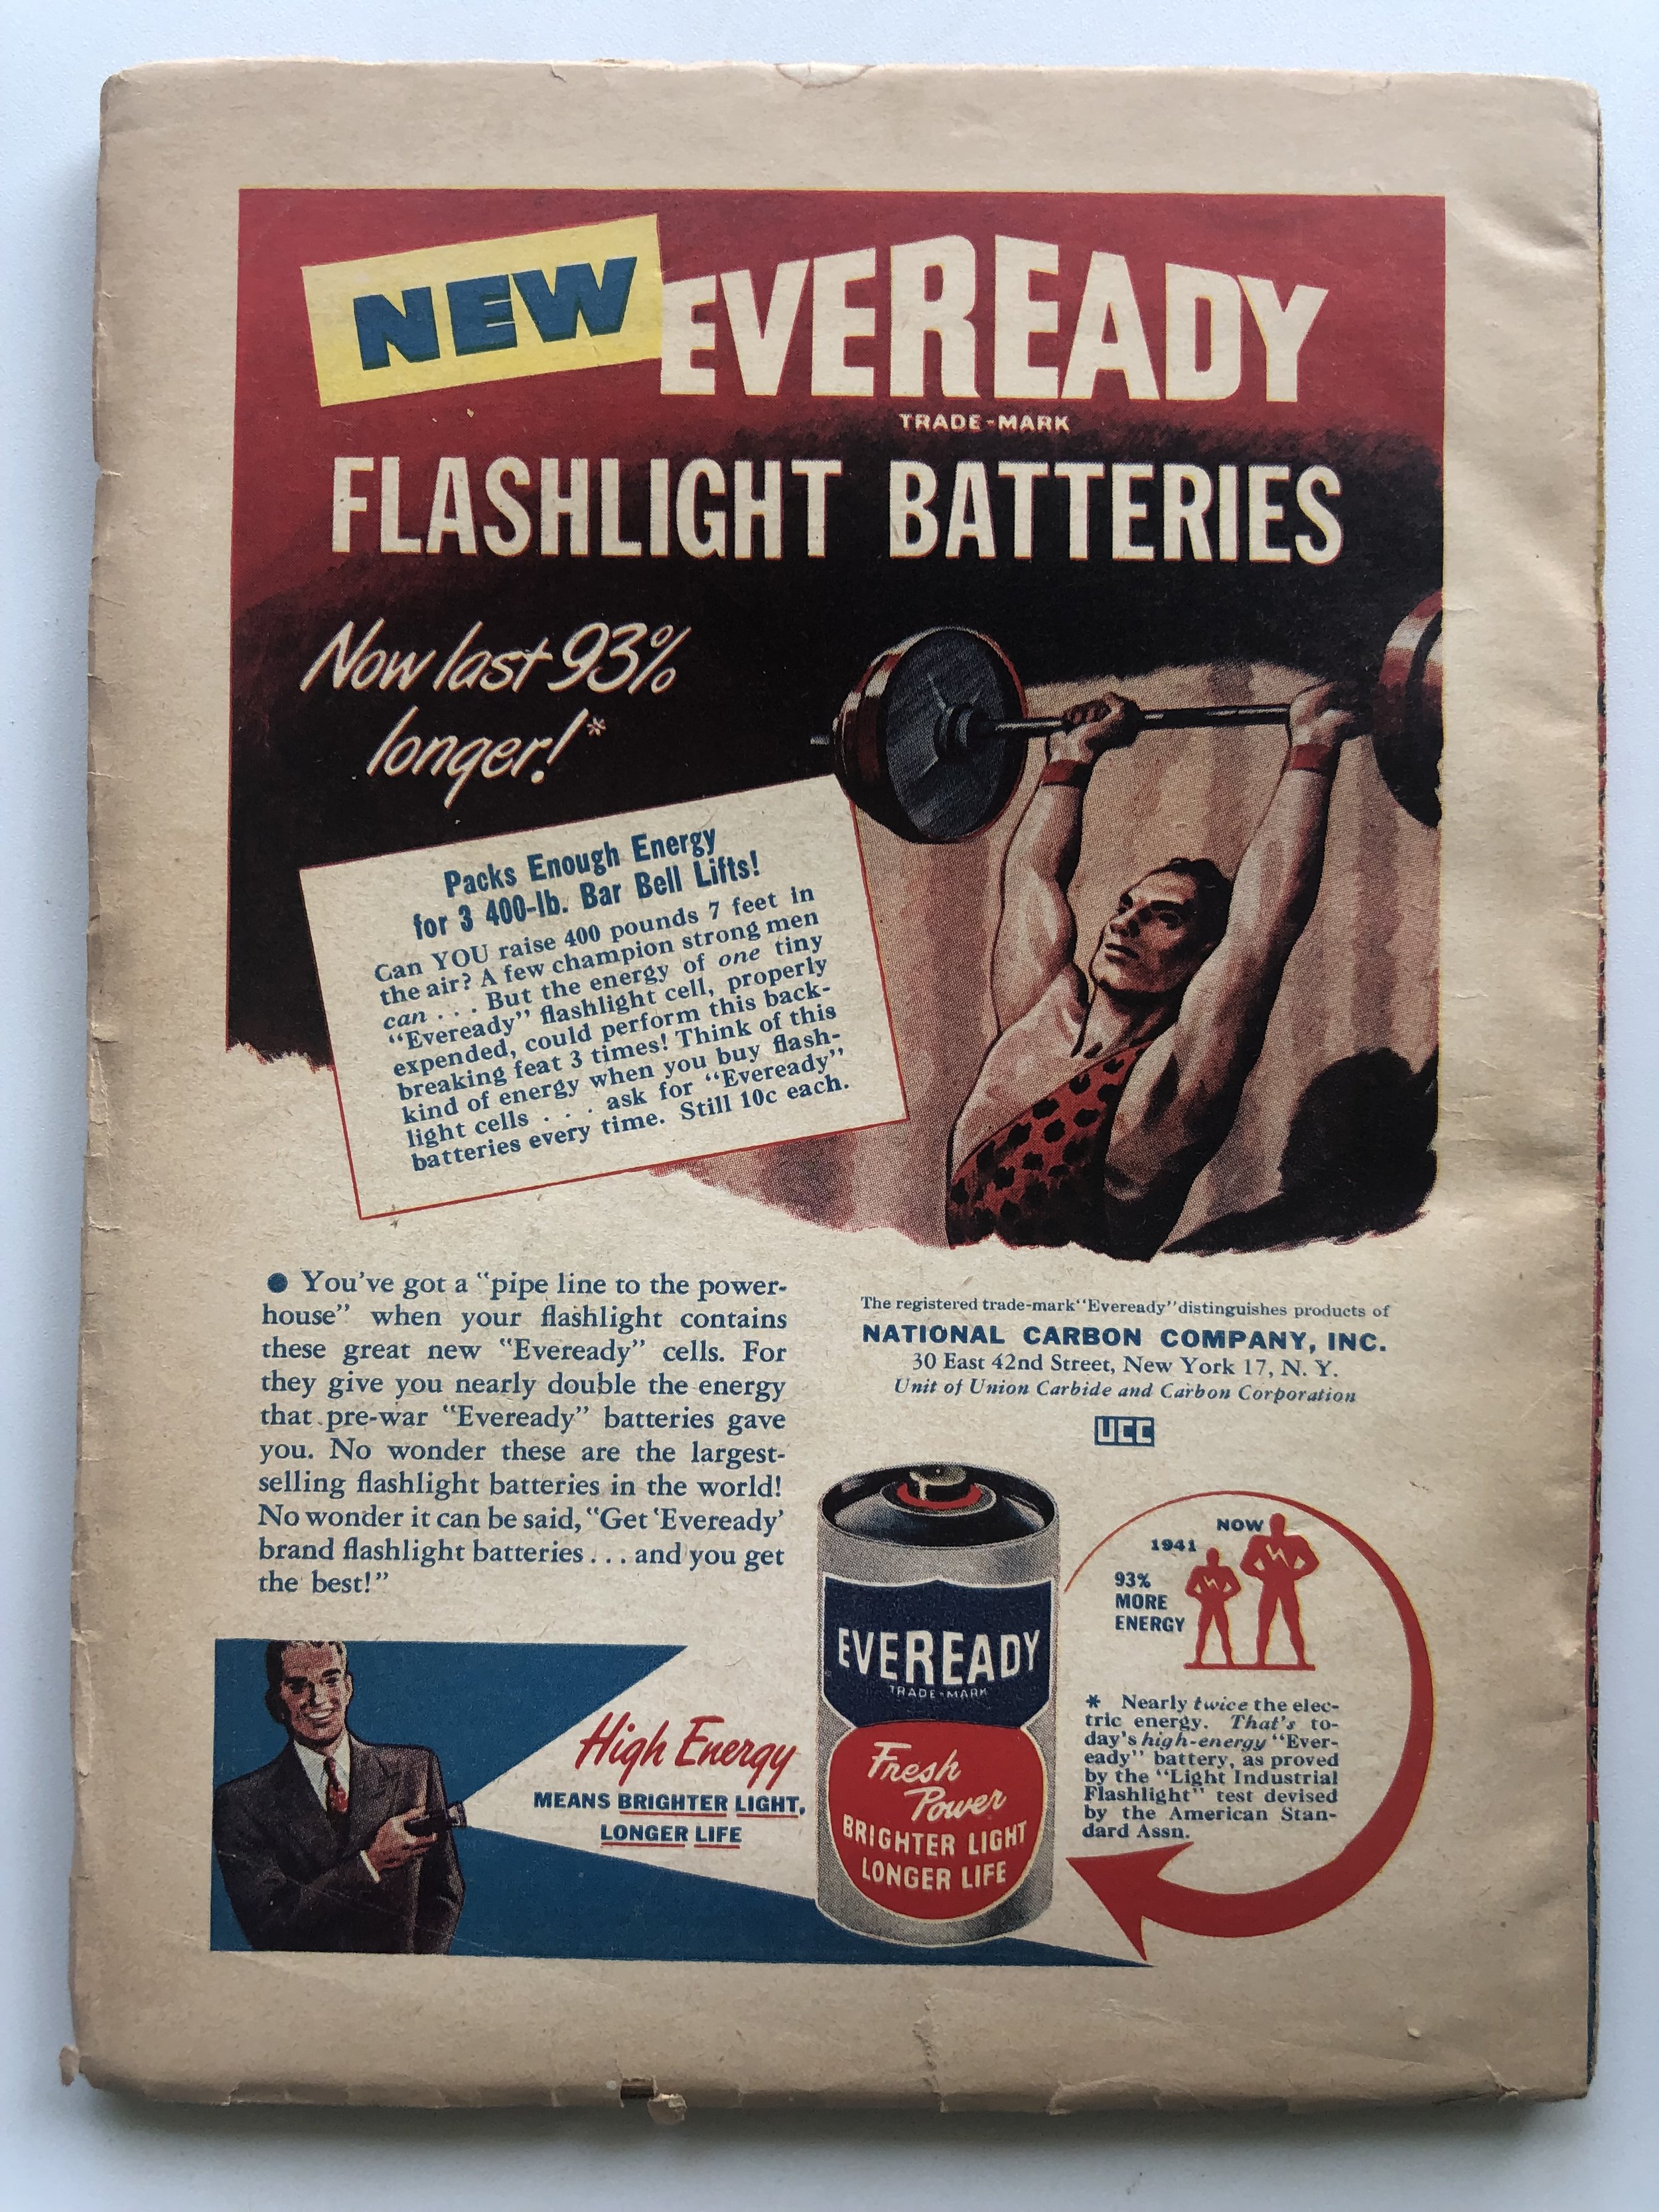 NEW EVEREADY
TRADE-MARK
FLASHLIGHT BATTERIES
Now last 93%
longer!*
Packs Enough Energy
for 3 400-lb. Bar Bell Lifts!
Can YOU raise 400 pounds 7 feet in
the air? A few champion strong men
can . . . But the energy of one tiny
“Eveready” flashlight cell, properly
expended, could perform this back-
breaking feat 3 times! Think of this
kind of energy when you buy flash-
light cells . . . ask for “Eveready”
batteries every time. Still 10c each.
● You've got a “pipe line to the power-
house” when your flashlight contains
these great new “Eveready” cells. For
they give you nearly double the energy
that pre-war “Eveready” batteries gave
you. No wonder these are the largest-
selling flashlight batteries in the world!
No wonder it can be said, “Get ‘Eveready’
brand flashlight batteries . . . and you get
the best!”
The registered trade-mark “Eveready” distinguishes products of
NATIONAL CARBON COMPANY, INC.
30 East 42nd Street, New York 17, N. Y.
Unit of Union Carbide and Carbon Corporation
UCC
High Energy
MEANS BRIGHTER LIGHT,
LONGER LIFE
EVEREADY
TRADE-MARK
Fresh
Power
BRIGHTER LIGHT
LONGER LIFE
NOW
1941
93%
MORE
ENERGY
* Nearly twice the elec-
tric energy. That's to-
day's high-energy “Ever-
eady” battery, as proved
by the “Light Industrial
Flashlight” test devised
by the American Stan-
dard Assn.